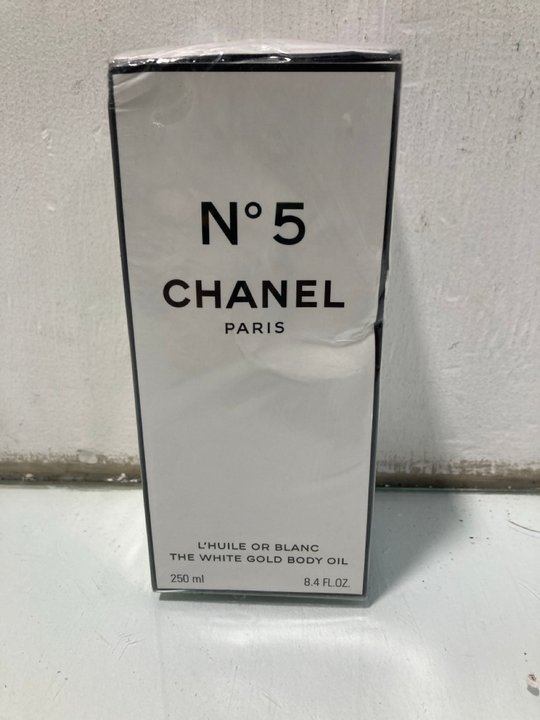 N° 5
CHANEL
PARIS
L'HUILE OR BLANC
THE WHITE GOLD BODY OIL
250 ml 8.4 FL.OZ.